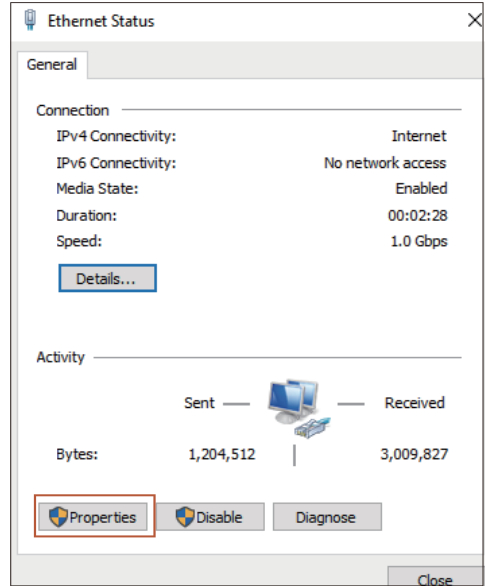 Ethernet Status
General
Connection
IPv4 Connectivity: Internet
IPv6 Connectivity: No network access
Media State: Enabled
Duration: 00:02:28
Speed: 1.0 Gbps
Details...
Activity
Sent Received
Bytes: 1,204,512 3,009,827
Properties Disable Diagnose
Close